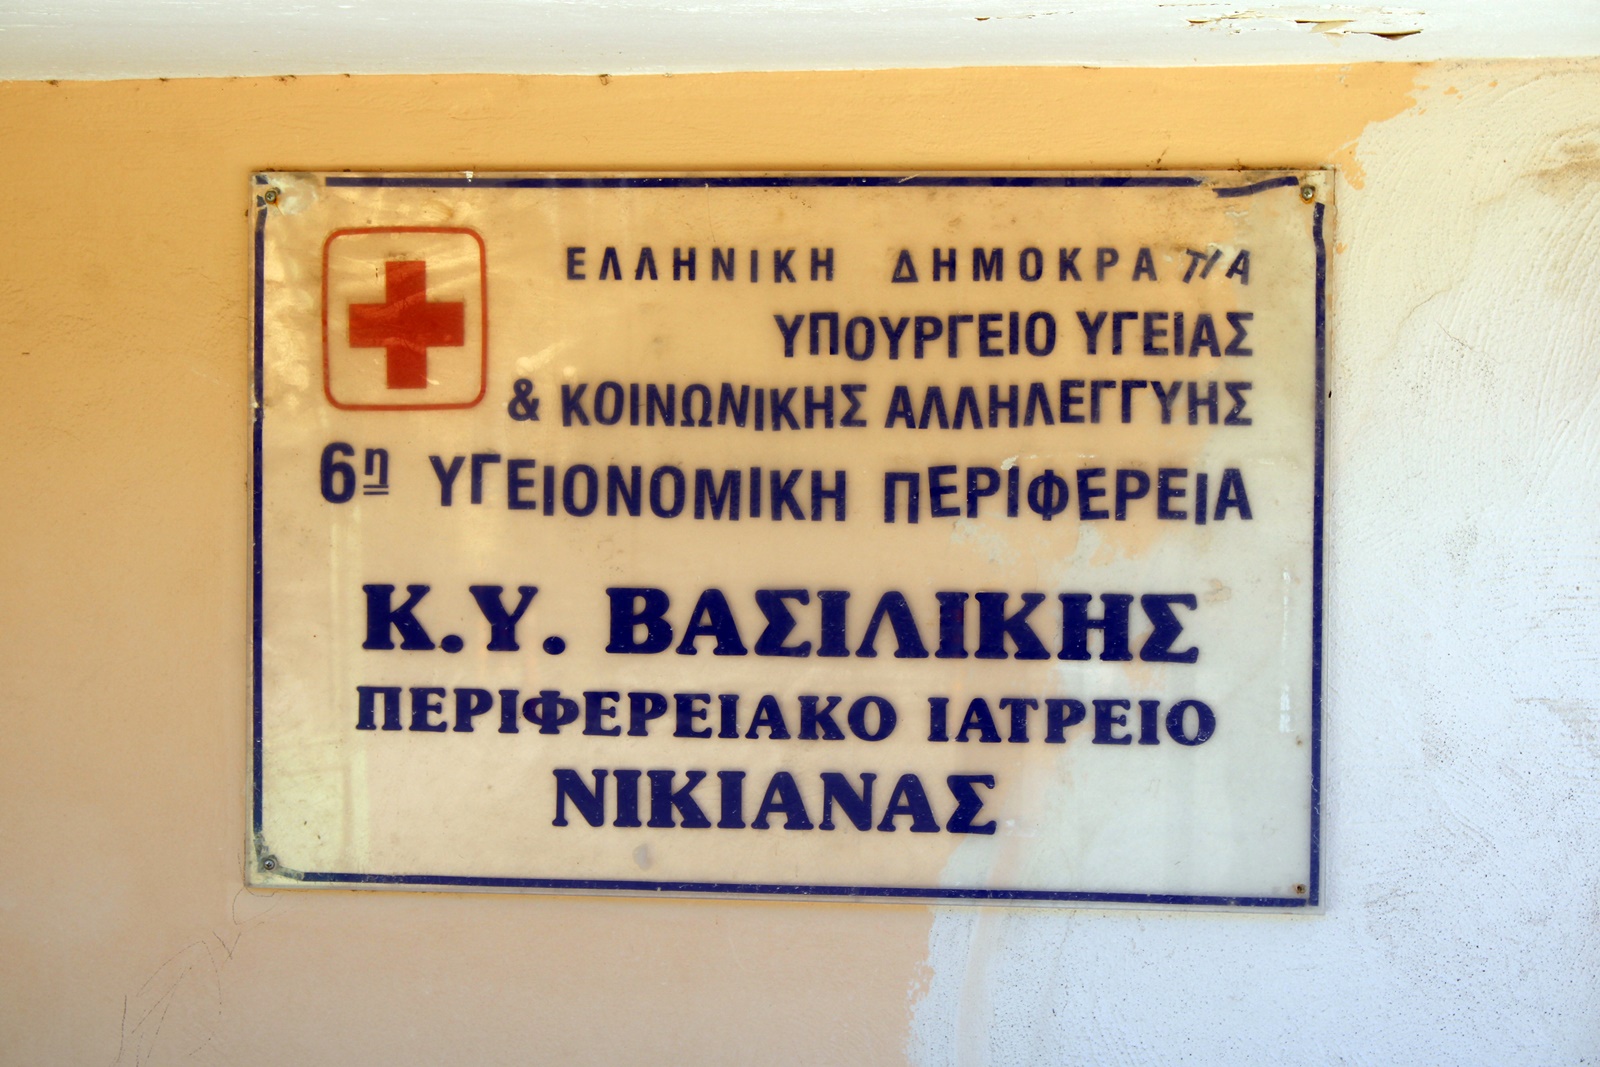 ΕΛΛΗΝΙΚΗ ΔΗΜΟΚΡΑΤΙΑ
ΥΠΟΥΡΓΕΙΟ ΥΓΕΙΑΣ
& ΚΟΙΝΩΝΙΚΗΣ ΑΛΛΗΛΕΓΓΥΗΣ
6η ΥΓΕΙΟΝΟΜΙΚΗ ΠΕΡΙΦΕΡΕΙΑ
Κ.Υ. ΒΑΣΙΛΙΚΗΣ
ΠΕΡΙΦΕΡΕΙΑΚΟ ΙΑΤΡΕΙΟ
ΝΙΚΙΑΝΑΣ